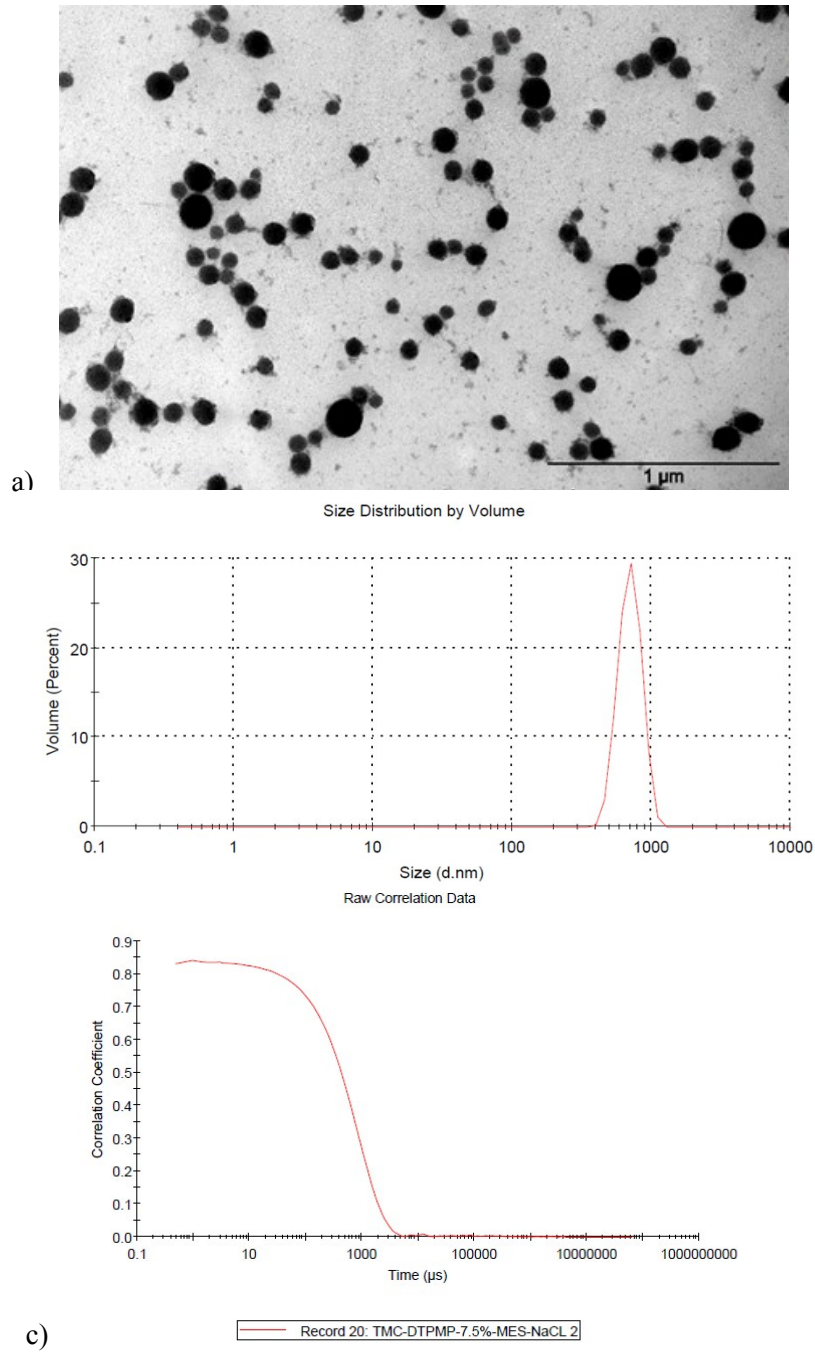 1 µm
a)
Size Distribution by Volume
30
20
10
0
Volume (Percent)
0.1 1 10 100 1000 10000
Size (d.nm)
Raw Correlation Data
0.9
0.8
0.7
0.6
0.5
0.4
0.3
0.2
0.1
0.0
Correlation Coefficient
0.1 10 1000 100000 10000000 1000000000
Time (µs)
c)
Record 20: TMC-DTPMP-7.5%-MES-NaCL 2